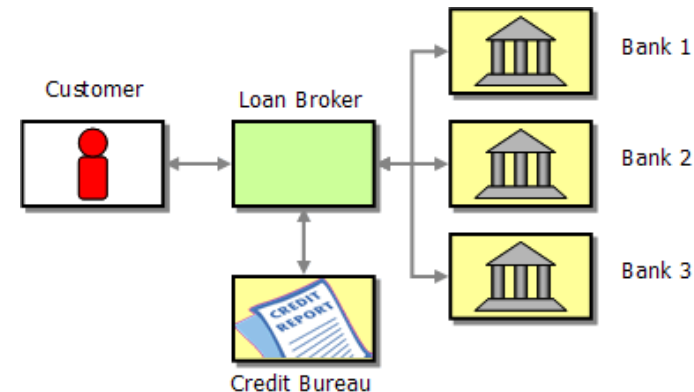 Customer
Loan Broker
Bank 1
Bank 2
Bank 3
CREDIT
REPORT
Credit Bureau